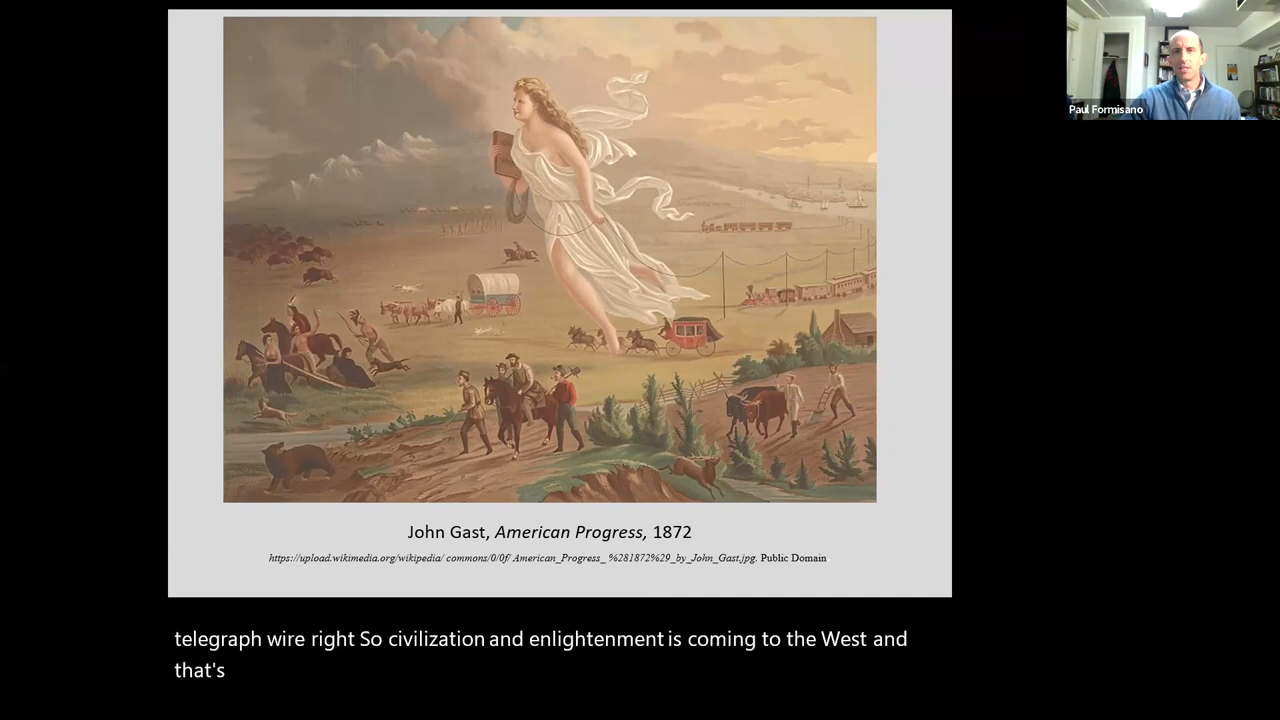 Paul Formisano
John Gast, American Progress, 1872
https://upload.wikimedia.org/wikipedia/ commons/0/0f/ American_Progress_ %281872%29_by_John_Gast.jpg. Public Domain.
telegraph wire right So civilization and enlightenment is coming to the West and
that's